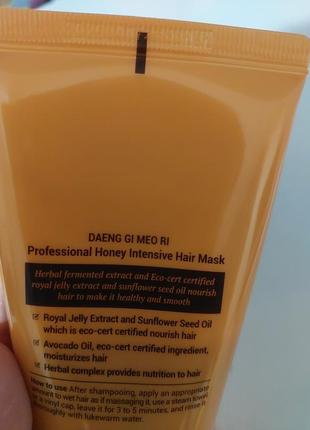 DAENG GI MEO RI
Professional Honey Intensive Hair Mask
Herbal fermented extract and Eco-cert certified
royal jelly extract and sunflower seed oil nourish
hair to make it healthy and smooth
Royal Jelly Extract and Sunflower Seed Oil
which is eco-cert certified nourish hair
Avocado Oil, eco-cert certified ingredient,
moisturizes hair
Herbal complex provides nutrition to hair
How to use After shampooing, apply an appropriate
amount to wet hair as if massaging it, use a steam towel
or a vinyl cap, leave it for 3 to 5 minutes, and rinse it
thoroughly with lukewarm water.